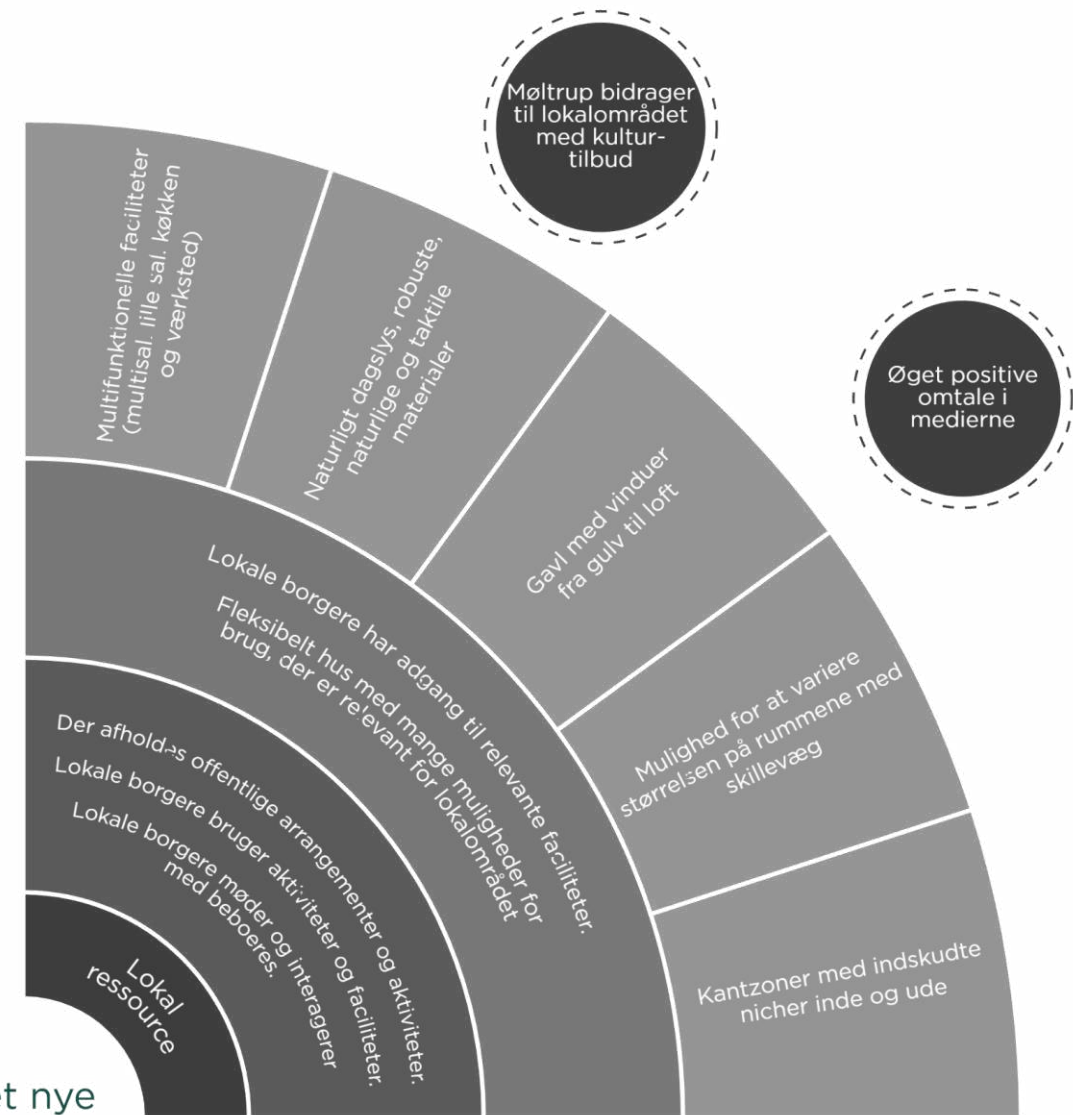 Møltrup bidrager
til lokalområdet
med kultur-
tilbud
Øget positive
omtale i
medierne
Multifunktionelle faciliteter
(multisal. lille sal. køkken
og værksted)
Naturligt dagslys, robuste,
naturlige og taktile
materialer
Gavl med vinduer
fra gulv til loft
Mulighed for at variere
størrelsen på rummene med
skillevæg
Kantzoner med indskudte
nicher inde og ude
Lokale borgere har adgang til relevante faciliteter.
Fleksibelt hus med mange muligheder for
brug, der er relevant for lokalområdet
Der afholdes offentlige arrangementer og aktiviteter.
Lokale borgere bruger aktiviteter og faciliteter.
Lokale borgere møder og interagerer
med beboeres.
Lokal
ressource
et nye